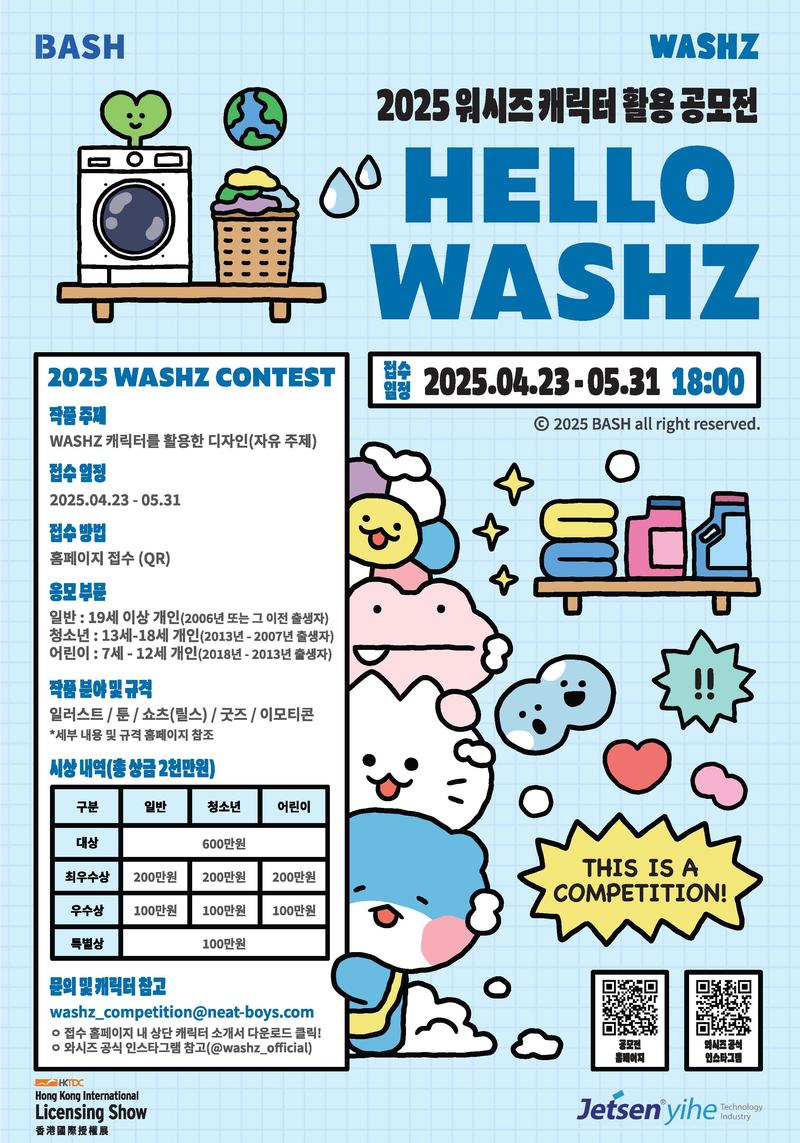 BASH
WASHZ
2025 워시즈 캐릭터 활용 공모전
HELLO
WASHZ
접수
일정
2025.04.23 - 05.31 18:00
© 2025 BASH all right reserved.
2025 WASHZ CONTEST
작품 주제
WASHZ 캐릭터를 활용한 디자인(자유 주제)
접수 일정
2025.04.23 - 05.31
접수 방법
홈페이지 접수 (QR)
응모 부문
일반 : 19세 이상 개인(2006년 또는 그 이전 출생자)
청소년 : 13세-18세 개인(2013년 - 2007년 출생자)
어린이 : 7세 - 12세 개인(2018년 - 2013년 출생자)
작품 분야 및 규격
일러스트 / 툰 / 쇼츠(릴스) / 굿즈 / 이모티콘
*세부 내용 및 규격 홈페이지 참조
시상 내역(총 상금 2천만원)
구분 일반 청소년 어린이
대상 600만원
최우수상 200만원 200만원 200만원
우수상 100만원 100만원 100만원
특별상 100만원
문의 및 캐릭터 참고
washz_competition@neat-boys.com
ㅇ 접수 홈페이지 내 상단 캐릭터 소개서 다운로드 클릭!
ㅇ 와시즈 공식 인스타그램 참고(@washz_official)
!!
THIS IS A
COMPETITION!
공모전
홈페이지
와시즈 공식
인스타그램
HKTDC
Hong Kong International
Licensing Show
香港國際授權展
Jetsen® yihe Technology
Industry